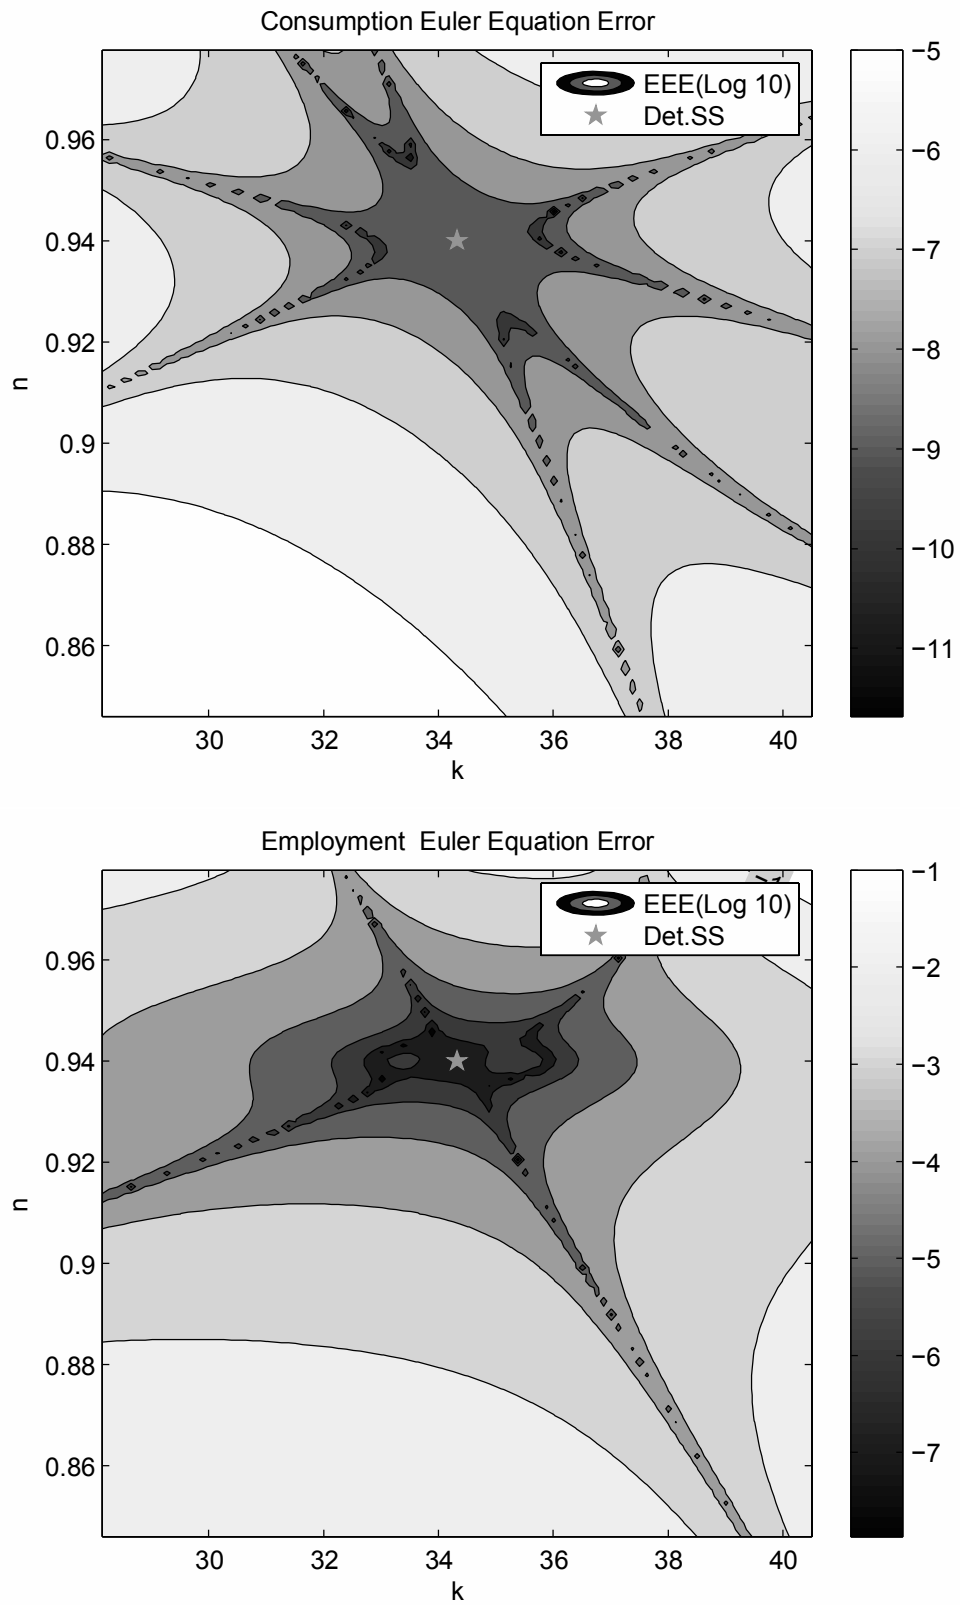 Consumption Euler Equation Error
EEE(Log 10)
Det.SS
0.96
0.94
0.92
0.9
0.88
0.86
n
30 32 34 36 38 40
k
−5
−6
−7
−8
−9
−10
−11
Employment Euler Equation Error
EEE(Log 10)
Det.SS
0.96
0.94
0.92
0.9
0.88
0.86
n
30 32 34 36 38 40
k
−1
−2
−3
−4
−5
−6
−7